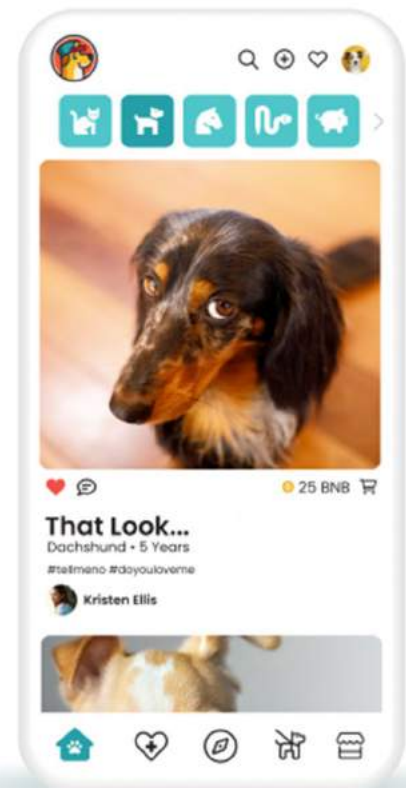 25 BNB
That Look...
Dachshund • 5 Years
#tellmeno #doyouloveme
Kristen Ellis